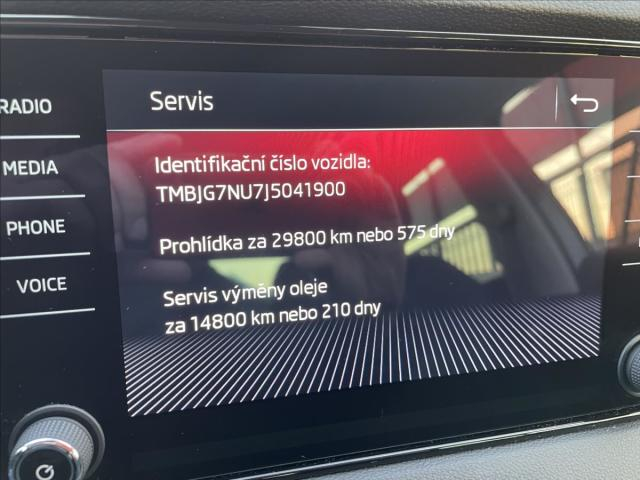 RADIO
MEDIA
PHONE
VOICE
Servis
Identifikační číslo vozidla:
TMBJG7NU7J5041900
Prohlídka za 29800 km nebo 575 dny
Servis výměny oleje
za 14800 km nebo 210 dny